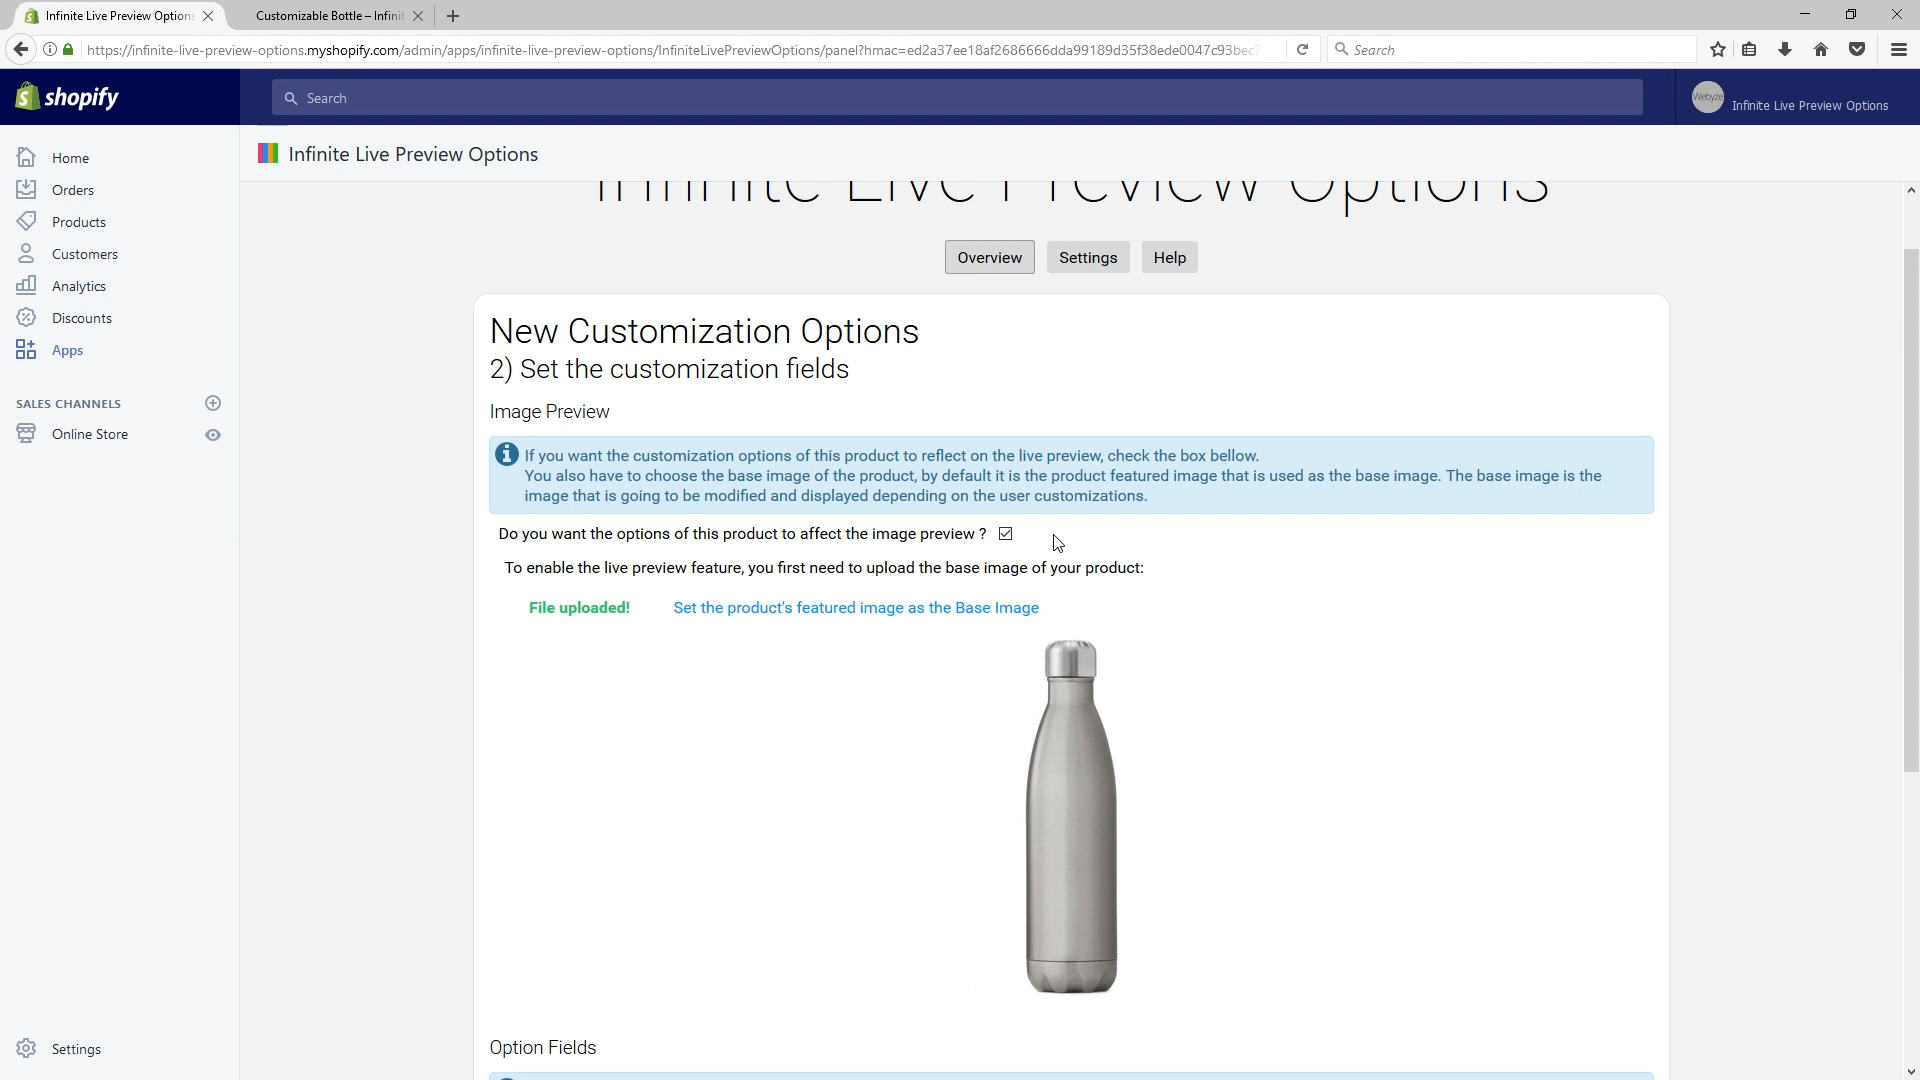 Infinite Live Preview Options
Customizable Bottle – Infinit
https://infinite-live-preview-options.myshopify.com/admin/apps/infinite-live-preview-options/InfiniteLivePreviewOptions/panel?hmac=ed2a37ee18af2686666dda99189d35f38ede0047c93bec7
Search
shopify
Search
Webyze
Infinite Live Preview Options
Infinite Live Preview Options
Infinite Live Preview Options
Home
Orders
Products
Customers
Analytics
Discounts
Apps
SALES CHANNELS
Online Store
Settings
Overview
Settings
Help
New Customization Options
2) Set the customization fields
Image Preview
If you want the customization options of this product to reflect on the live preview, check the box bellow.
You also have to choose the base image of the product, by default it is the product featured image that is used as the base image. The base image is the
image that is going to be modified and displayed depending on the user customizations.
Do you want the options of this product to affect the image preview ?
To enable the live preview feature, you first need to upload the base image of your product:
File uploaded!
Set the product's featured image as the Base Image
Option Fields